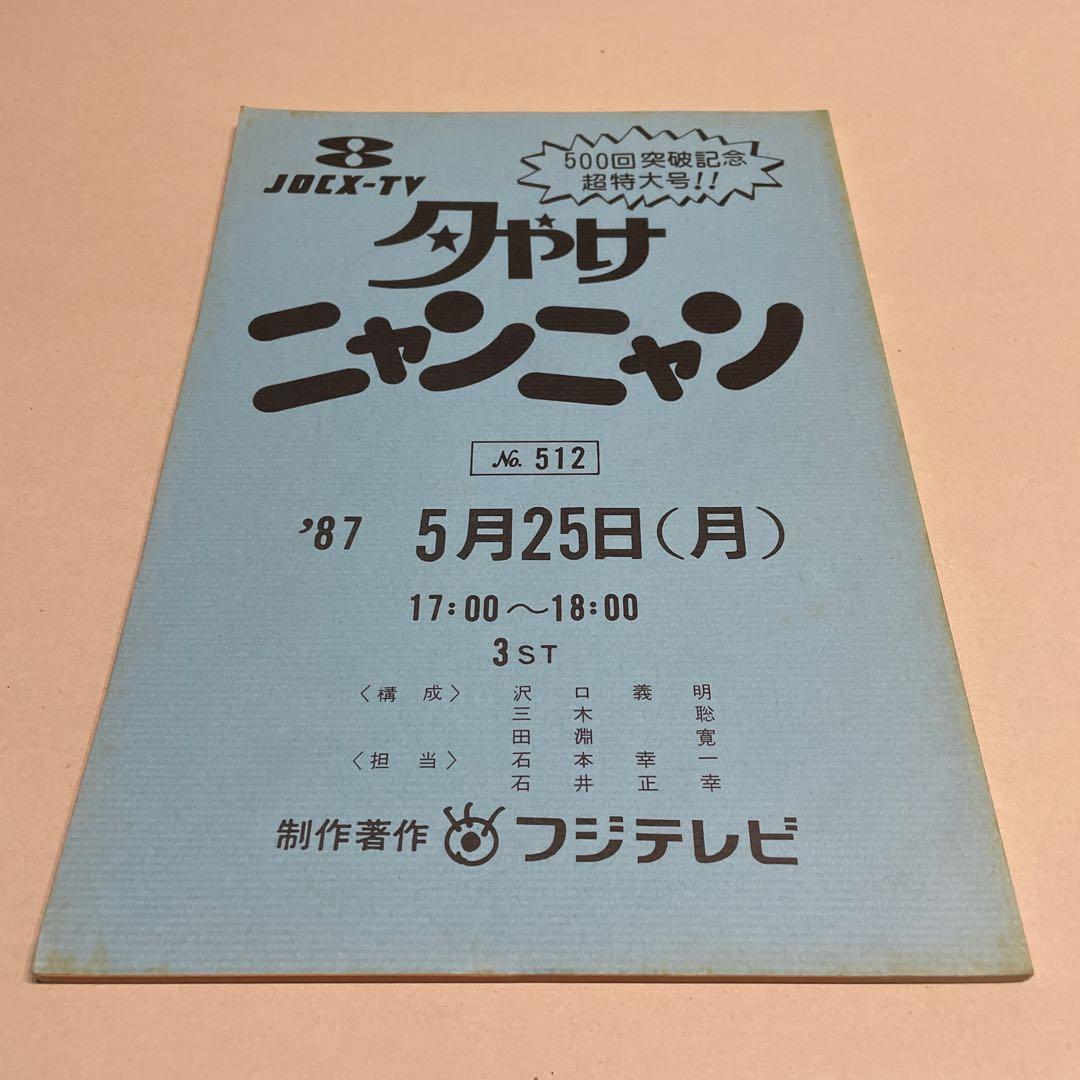 8
JOCX-TV
500回突破記念
超特大号!!
夕やけ
ニャンニャン
No. 512
'87 5月25日(月)
17:00～18:00
3ST
〈構成〉 沢口義明
三木聡
田淵寛
〈担当〉 石本幸一
石井正幸
制作著作 フジテレビ